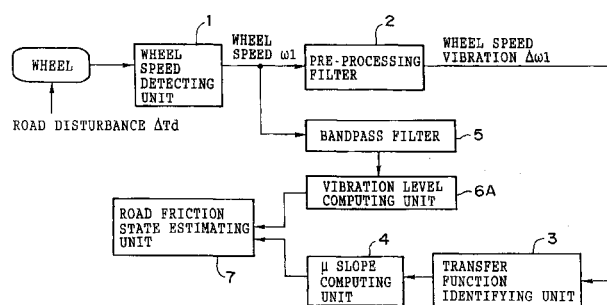 1
2
WHEEL
WHEEL
SPEED
DETECTING
UNIT
WHEEL
SPEED ω1
PRE-PROCESSING
FILTER
WHEEL SPEED
VIBRATION Δω1
ROAD DISTURBANCE ΔTd
BANDPASS FILTER
5
VIBRATION LEVEL
COMPUTING UNIT
6A
ROAD FRICTION
STATE ESTIMATING
UNIT
7
4
μ SLOPE
COMPUTING
UNIT
3
TRANSFER
FUNCTION
IDENTIFYING UNIT